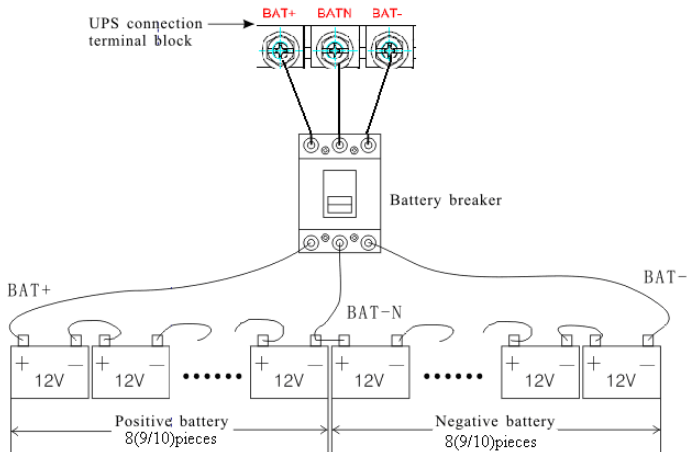 BAT+ BATN BAT-
UPS connection
terminal block
Battery breaker
BAT+
BAT-
BAT-N
+ - + - + - + - + - + -
12V 12V 12V 12V 12V 12V
Positive battery
8(9/10)pieces
Negative battery
8(9/10)pieces